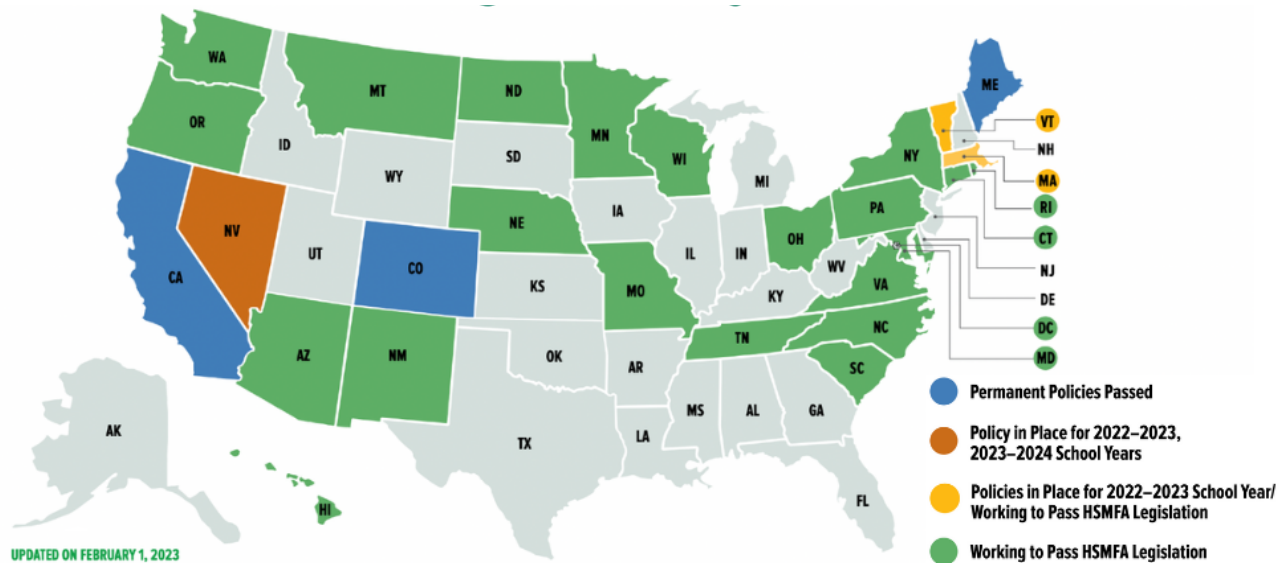 WA
MT
ND
MN
ME
OR
ID
WY
SD
WI
MI
NY
VT
NH
MA
RI
CT
NJ
DE
DC
MD
NV
UT
CA
CO
NE
IA
KS
MO
IL
IN
OH
PA
WV
KY
VA
AZ
NM
OK
AR
TN
NC
SC
TX
LA
MS
AL
GA
FL
AK
HI
Permanent Policies Passed
Policy in Place for 2022–2023,
2023–2024 School Years
Policies in Place for 2022–2023 School Year/
Working to Pass HSMFA Legislation
Working to Pass HSMFA Legislation
UPDATED ON FEBRUARY 1, 2023